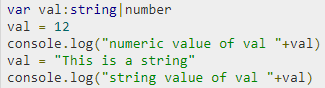 var val:string|number
val = 12
console.log("numeric value of val "+val)
val = "This is a string"
console.log("string value of val "+val)